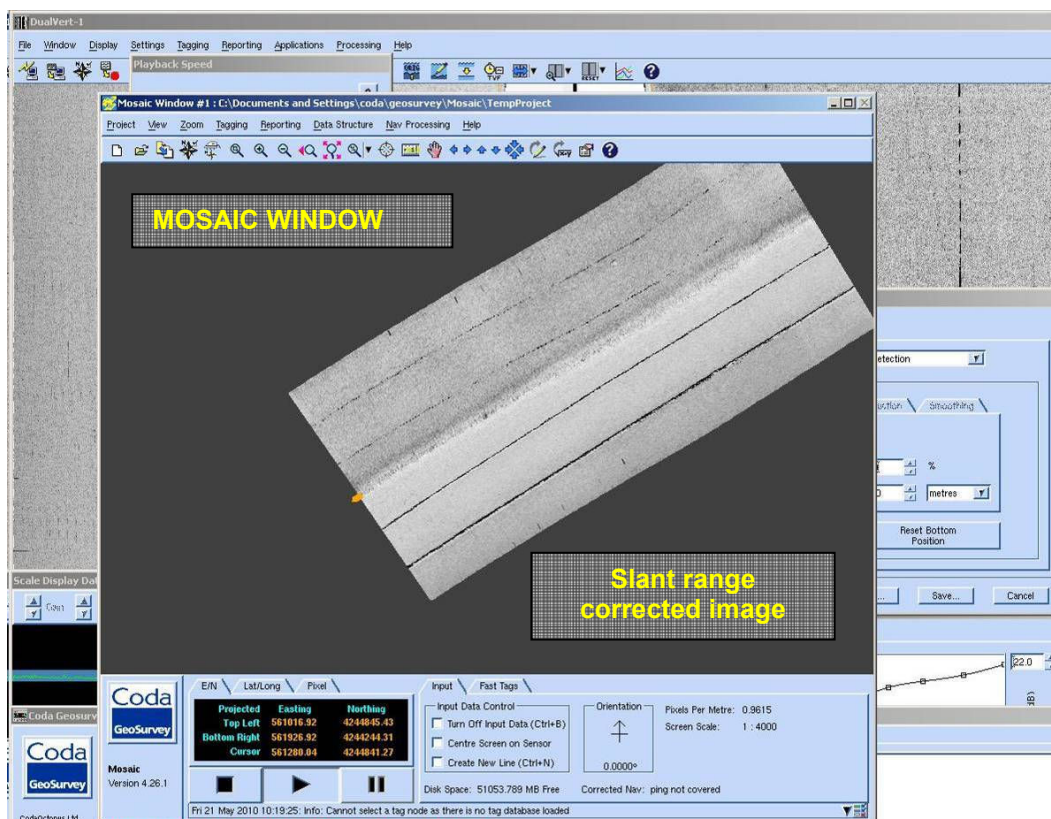 DualVert-1
File Window Display Settings Tagging Reporting Applications Processing Help
Playback Speed
Mosaic Window #1 : C:\Documents and Settings\coda\geosurvey\Mosaic\TempProject
Project View Zoom Tagging Reporting Data Structure Nav Processing Help
MOSAIC WINDOW
Slant range
corrected image
etection
Smoothing
%
metres
Reset Bottom
Position
Save... Cancel
22.0
Scale Display Dat
Gain
Coda Geosurv
Coda
GeoSurvey
Coda
GeoSurvey
Mosaic
Version 4.26.1
E/N Lat/Long Pixel
Projected Easting Northing
Top Left 561016.92 4244845.43
Bottom Right 561926.92 4244244.31
Cursor 561280.04 4244841.27
Input Fast Tags
Input Data Control
Turn Off Input Data (Ctrl+B)
Centre Screen on Sensor
Create New Line (Ctrl+N)
Orientation
0.0000°
Pixels Per Metre: 0.9615
Screen Scale: 1 : 4000
Disk Space: 51053.789 MB Free Corrected Nav: ping not covered
Fri 21 May 2010 10:19:25: Info: Cannot select a tag node as there is no tag database loaded